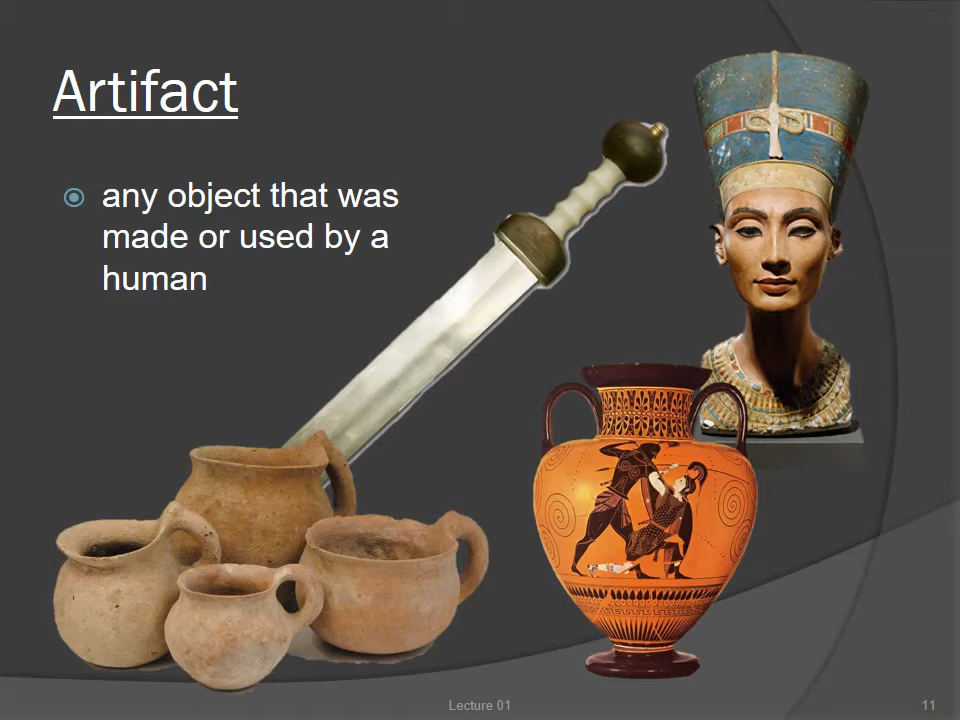 Artifact
any object that was
made or used by a
human
Lecture 01
11